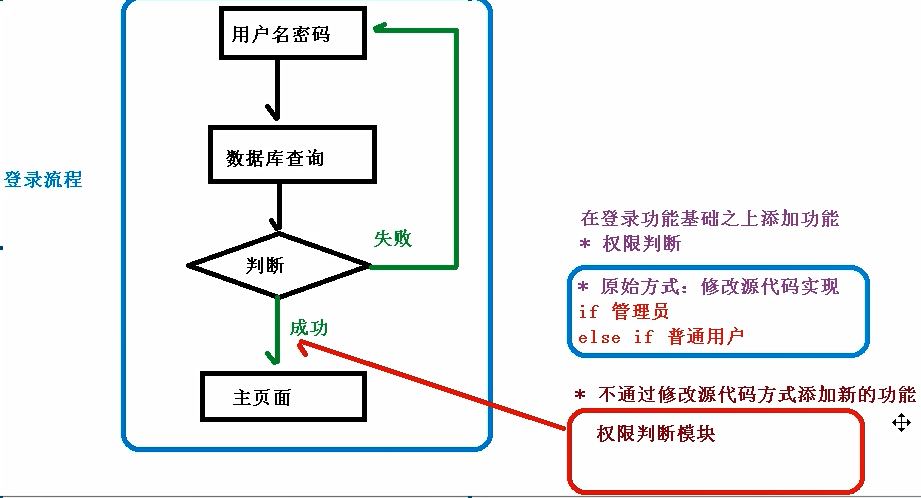 用户名密码
数据库查询
登录流程
失败
判断
成功
主页面
在登录功能基础之上添加功能
* 权限判断
* 原始方式：修改源代码实现
if 管理员
else if 普通用户
* 不通过修改源代码方式添加新的功能
权限判断模块